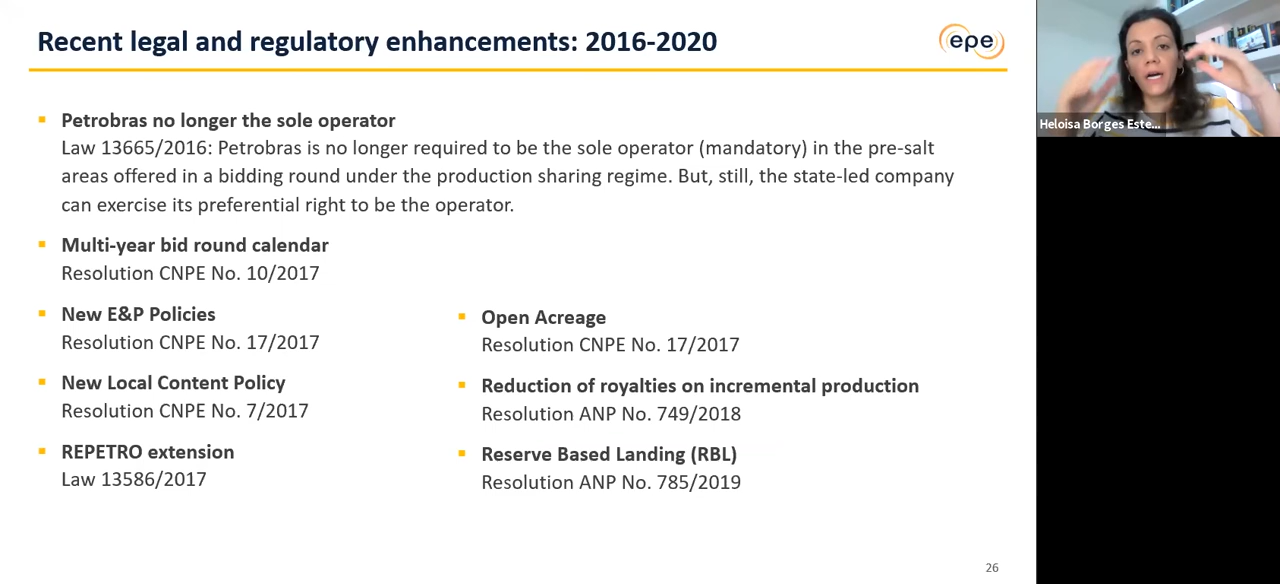 Recent legal and regulatory enhancements: 2016-2020
epe
Heloisa Borges Este...
Petrobras no longer the sole operator
Law 13665/2016: Petrobras is no longer required to be the sole operator (mandatory) in the pre-salt
areas offered in a bidding round under the production sharing regime. But, still, the state-led company
can exercise its preferential right to be the operator.
Multi-year bid round calendar
Resolution CNPE No. 10/2017
New E&P Policies
Resolution CNPE No. 17/2017
New Local Content Policy
Resolution CNPE No. 7/2017
REPETRO extension
Law 13586/2017
Open Acreage
Resolution CNPE No. 17/2017
Reduction of royalties on incremental production
Resolution ANP No. 749/2018
Reserve Based Landing (RBL)
Resolution ANP No. 785/2019
26